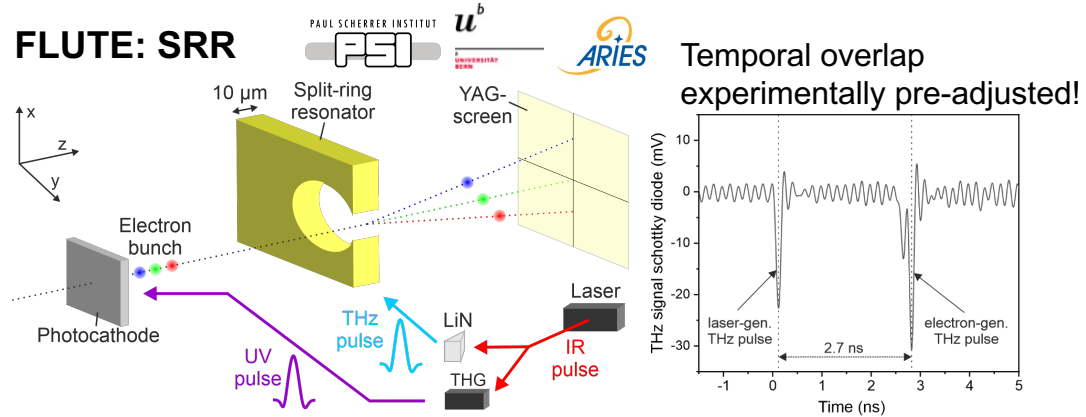 FLUTE: SRR
PAUL SCHERRER INSTITUT
PSI
u^b
b
UNIVERSITÄT
BERN
ARIES
Temporal overlap
experimentally pre-adjusted!
10 µm
Split-ring
resonator
YAG-
screen
x
z
y
Electron
bunch
Photocathode
UV
pulse
THz
pulse
LiN
THG
Laser
IR
pulse
THz signal schottky diode (mV)
10
0
-10
-20
-30
laser-gen.
THz pulse
electron-gen.
THz pulse
2.7 ns
-1
0
1
2
3
4
5
Time (ns)